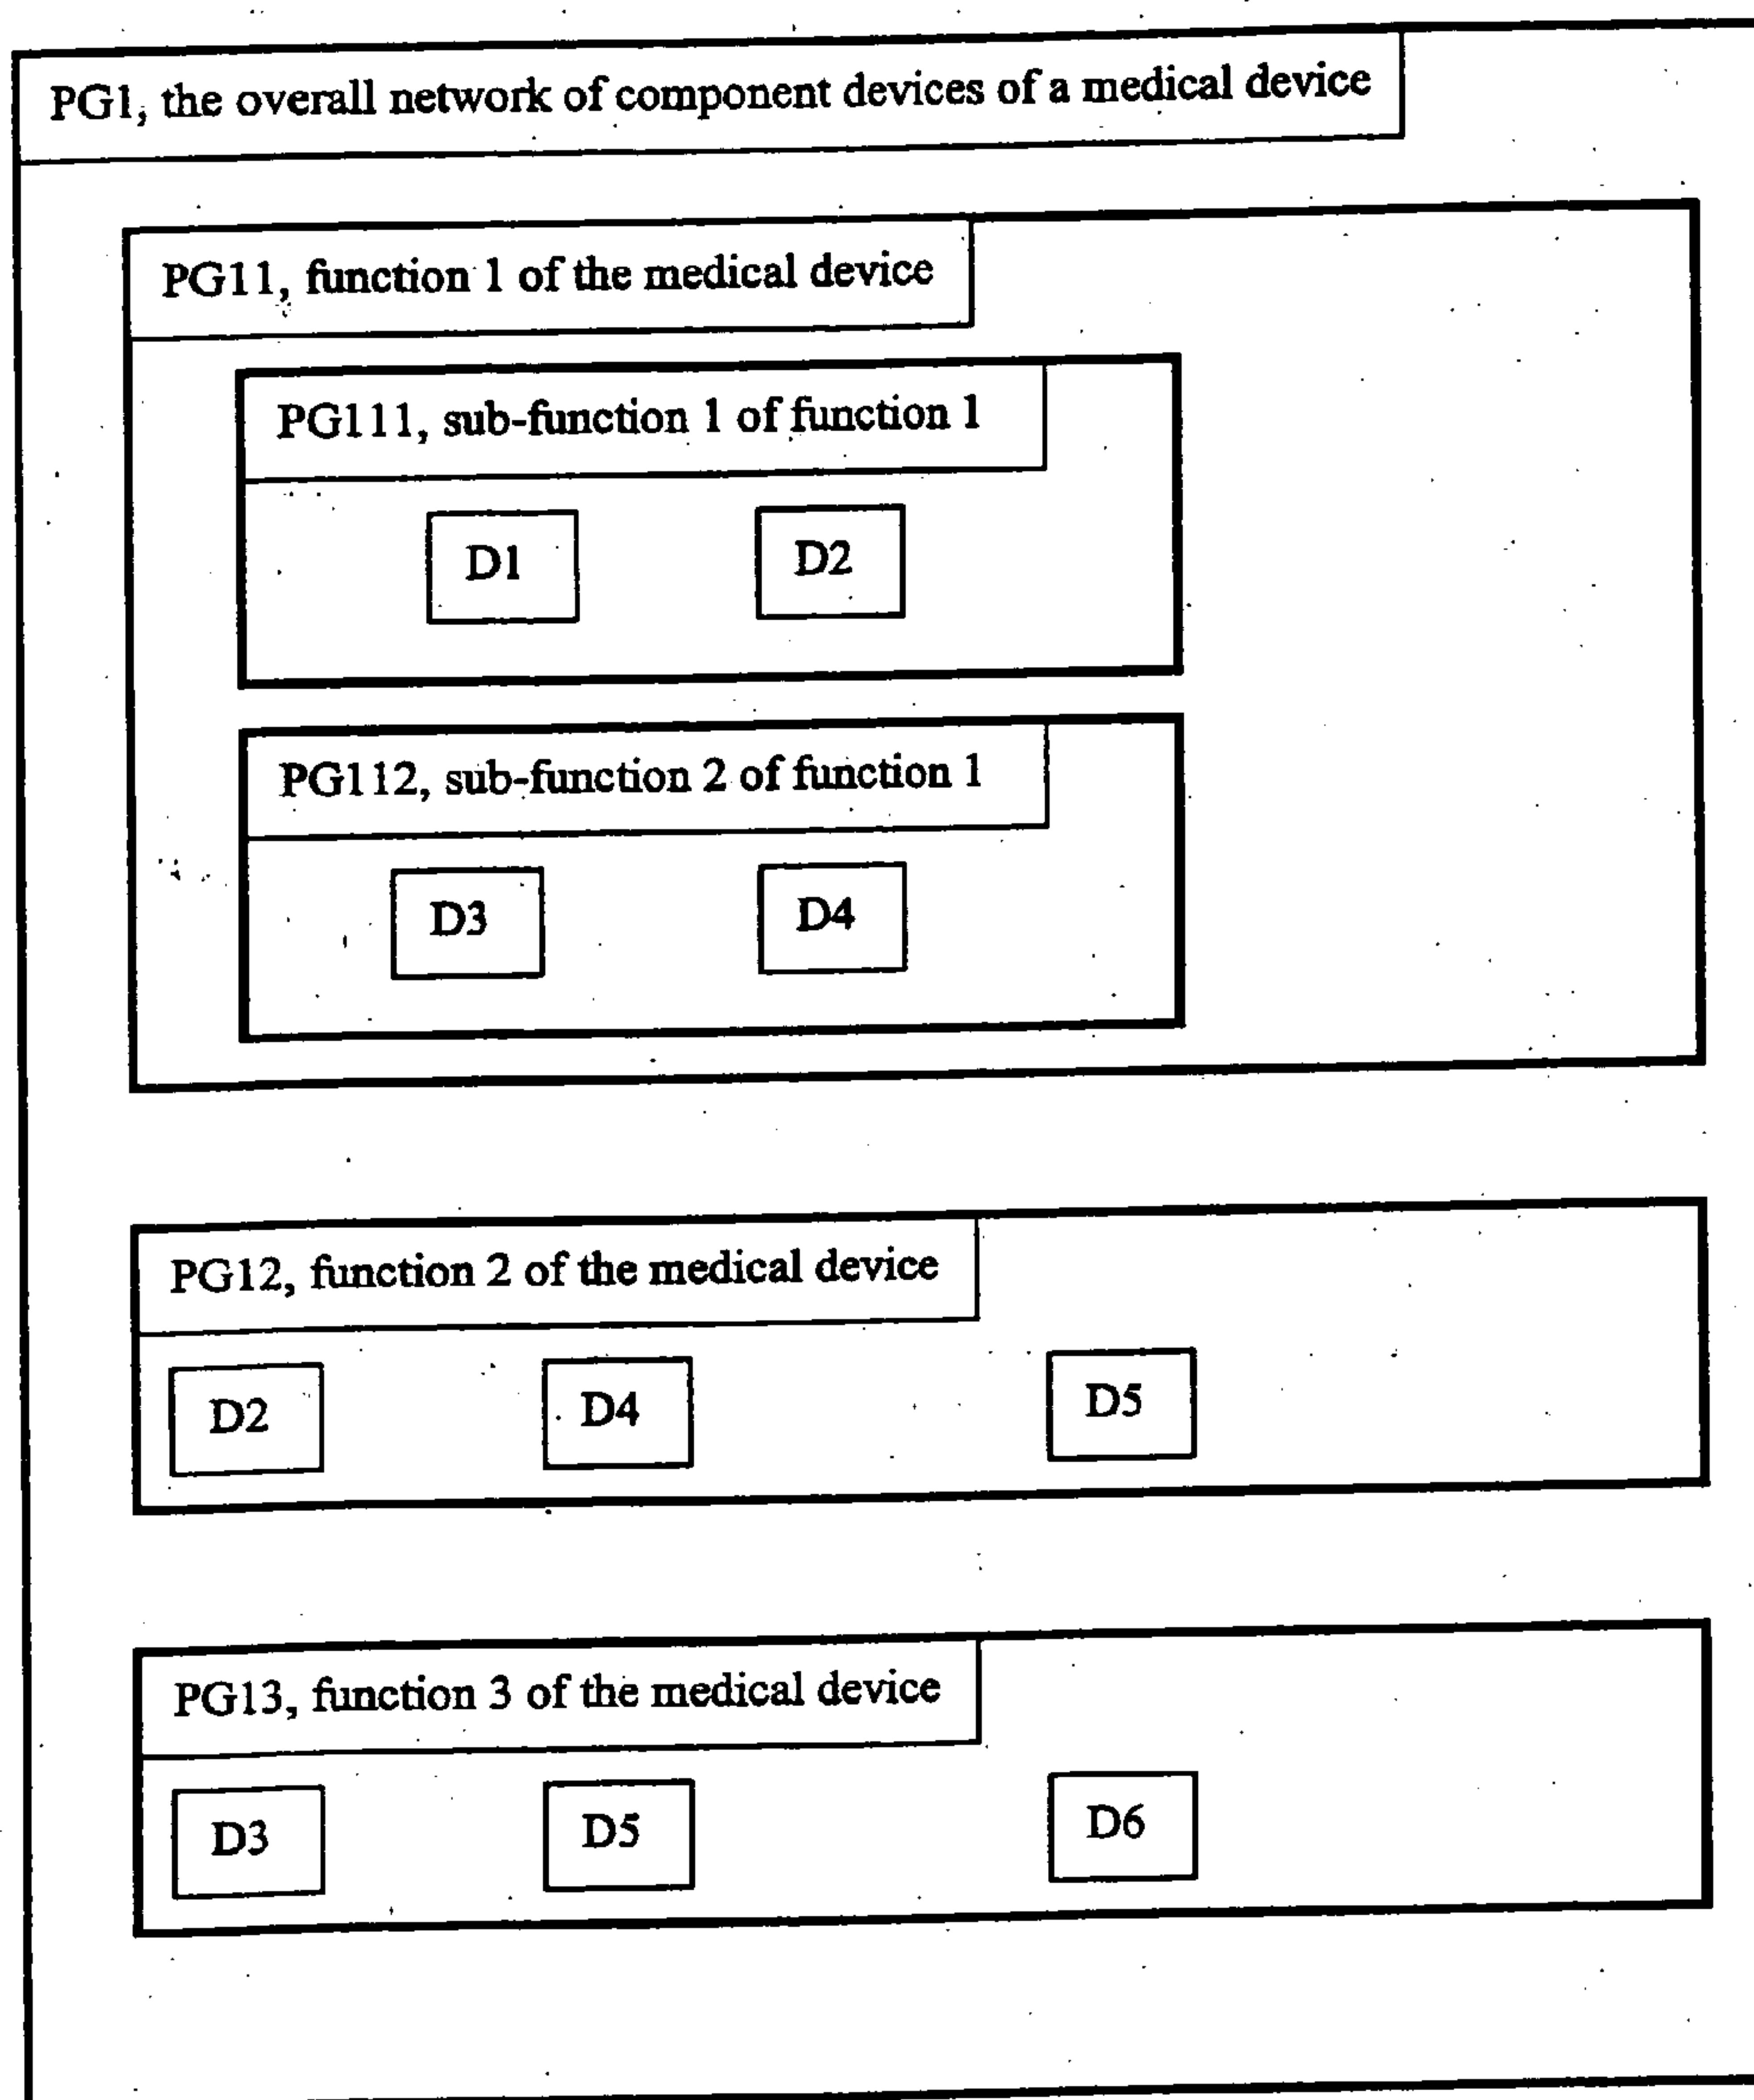 PG1, the overall network of component devices of a medical device
PG11, function 1 of the medical device
PG111, sub-function 1 of function 1
D1 D2
PG112, sub-function 2 of function 1
D3 D4
PG12, function 2 of the medical device
D2 D4 D5
PG13, function 3 of the medical device
D3 D5 D6